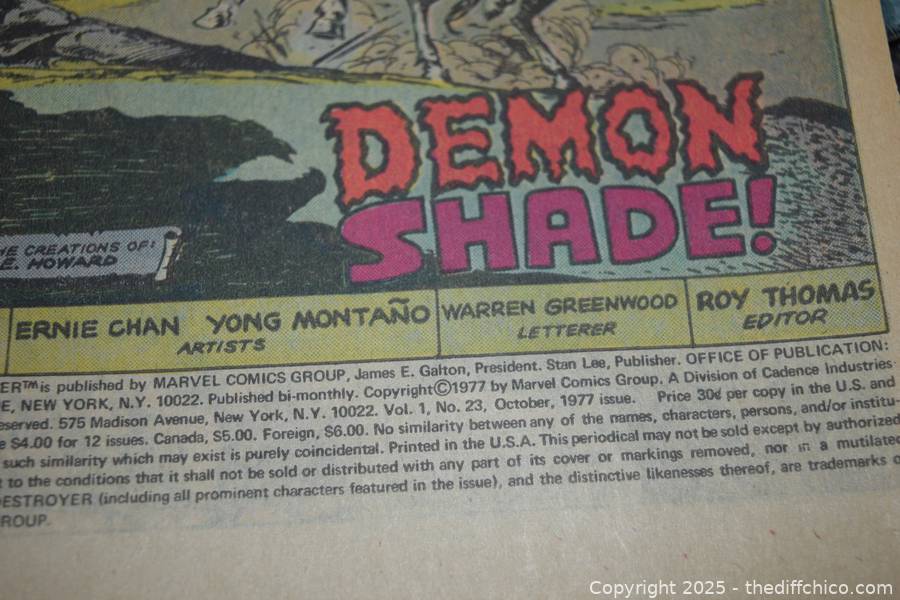 DEMON
SHADE!
HE CREATIONS OF:
E. HOWARD
ERNIE CHAN YONG MONTAÑO
ARTISTS
WARREN GREENWOOD
LETTERER
ROY THOMAS
EDITOR
ER™ is published by MARVEL COMICS GROUP, James E. Galton, President. Stan Lee, Publisher. OFFICE OF PUBLICATION:
E, NEW YORK, N.Y. 10022. Published bi-monthly. Copyright©1977 by Marvel Comics Group. A Division of Cadence Industries
eserved. 575 Madison Avenue, New York, N.Y. 10022. Vol. 1, No. 23, October, 1977 issue. Price 30¢ per copy in the U.S. and
e $4.00 for 12 issues. Canada, $5.00. Foreign, $6.00. No similarity between any of the names, characters, persons, and/or institu-
such similarity which may exist is purely coincidental. Printed in the U.S.A. This periodical may not be sold except by authorized
t to the conditions that it shall not be sold or distributed with any part of its cover or markings removed, nor in a mutilated
DESTROYER (including all prominent characters featured in the issue), and the distinctive likenesses thereof, are trademarks o
ROUP.
Copyright 2025 - thediffchico.com